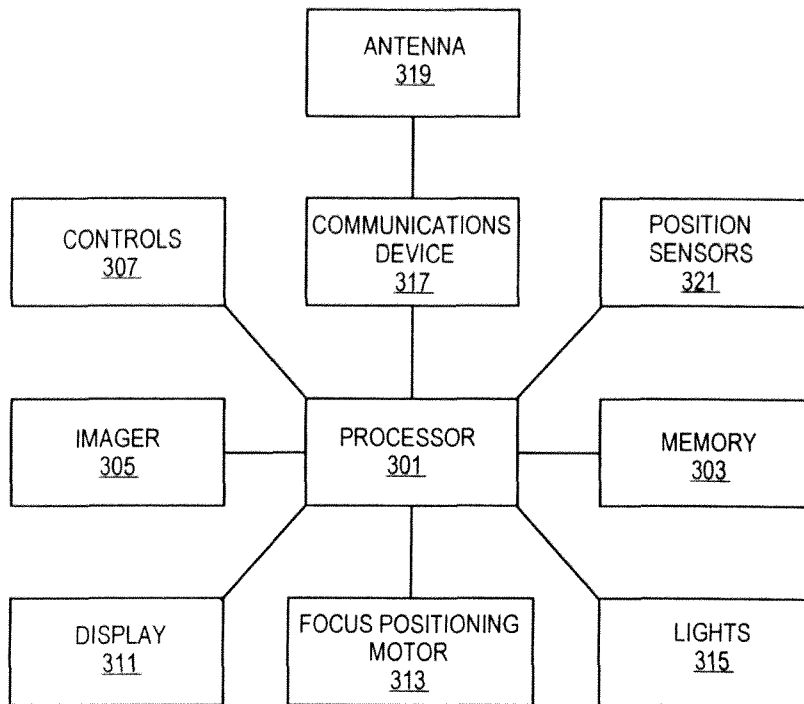 ANTENNA
319
CONTROLS
307
COMMUNICATIONS
DEVICE
317
POSITION
SENSORS
321
IMAGER
305
PROCESSOR
301
MEMORY
303
DISPLAY
311
FOCUS POSITIONING
MOTOR
313
LIGHTS
315